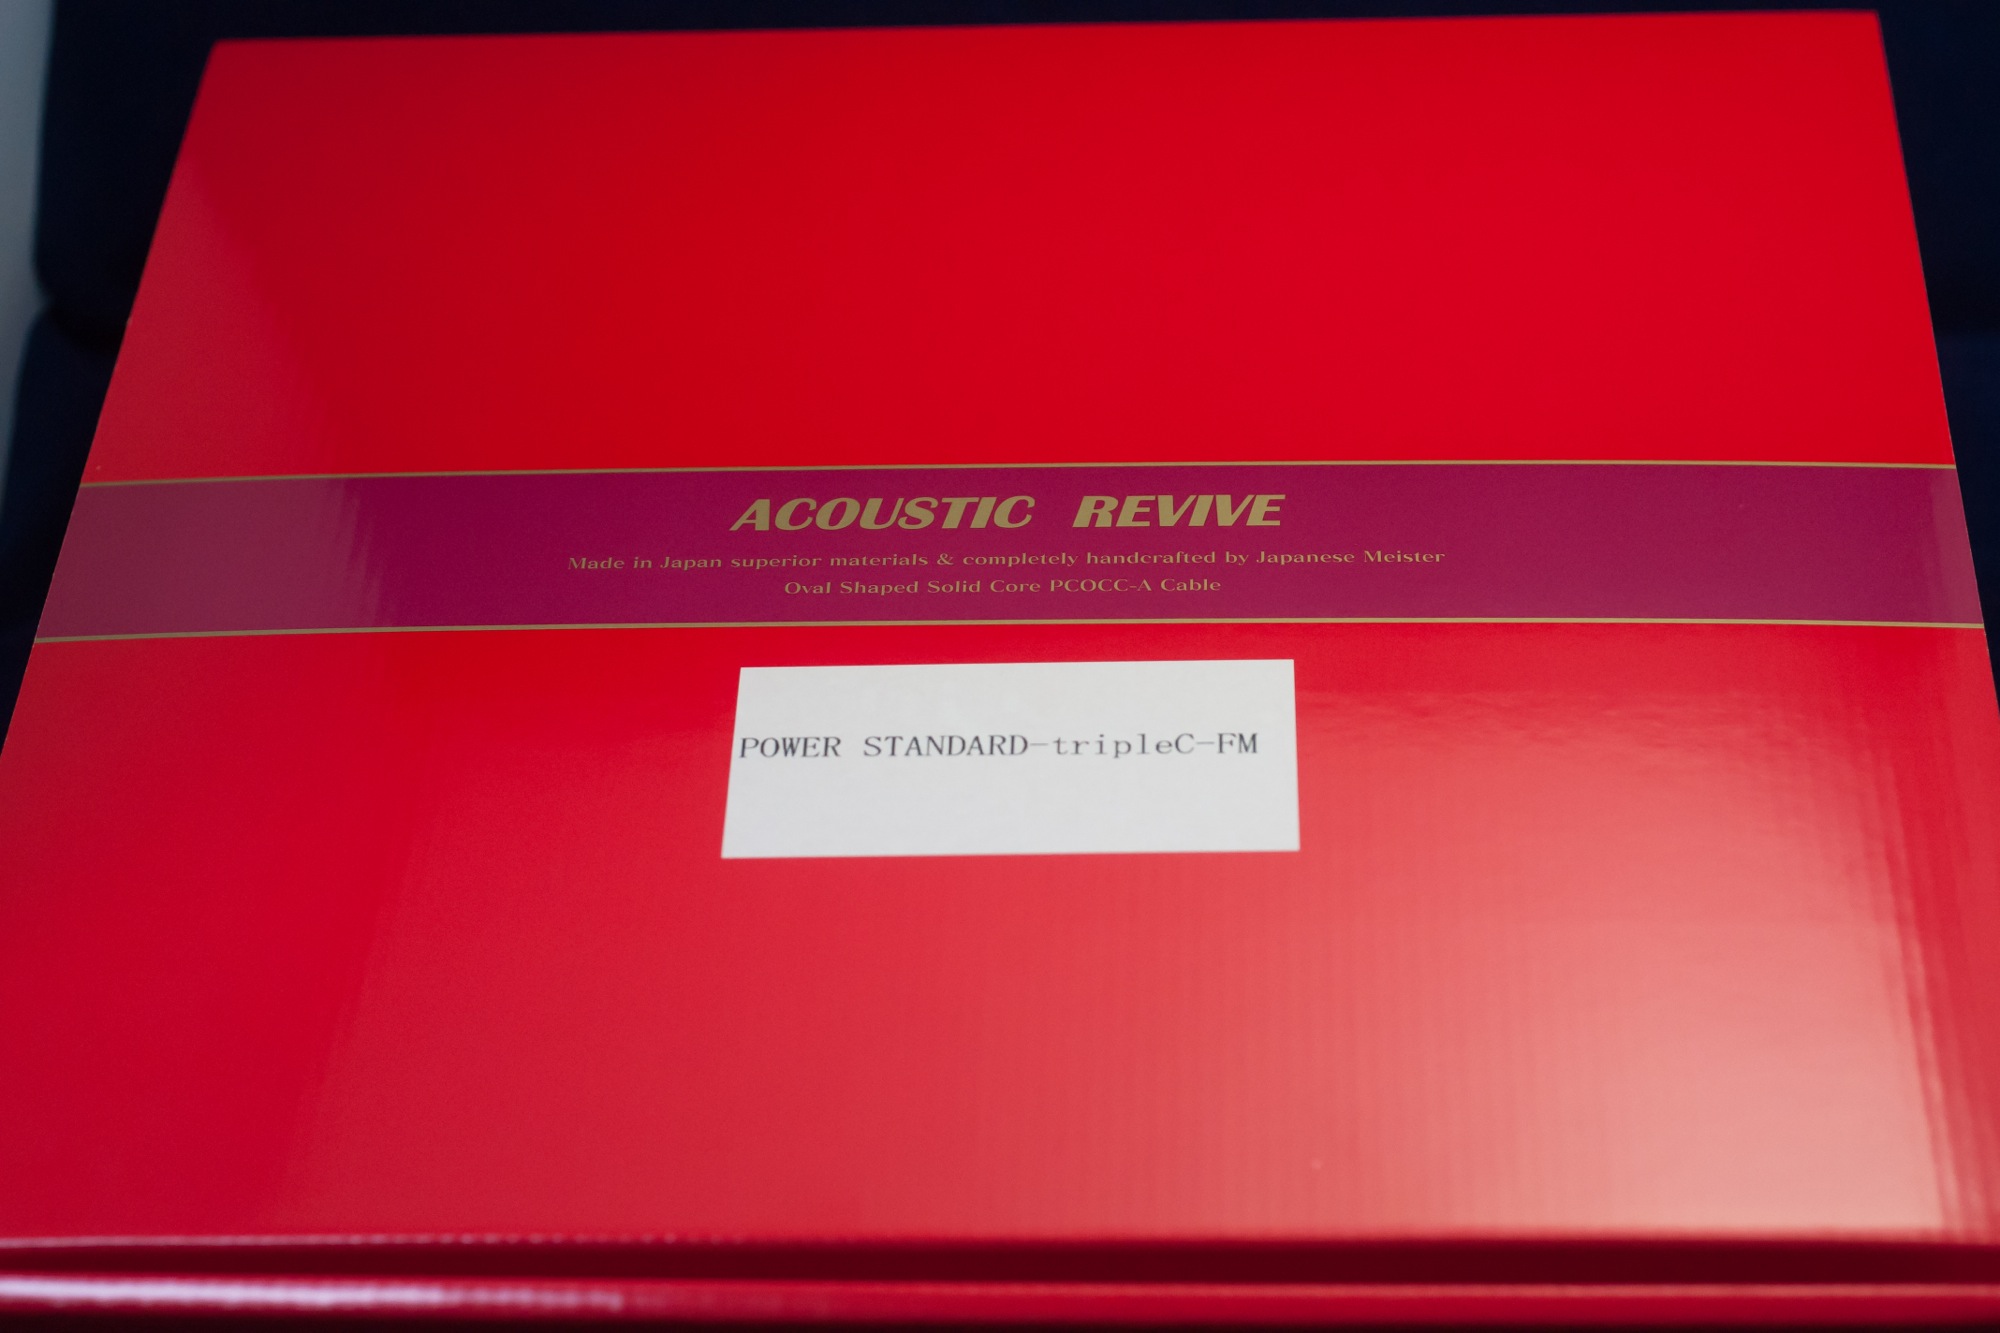 ACOUSTIC REVIVE
Made in Japan superior materials & completely handcrafted by Japanese Meister
Oval Shaped Solid Core PCOCC-A Cable
POWER STANDARD-tripleC-FM